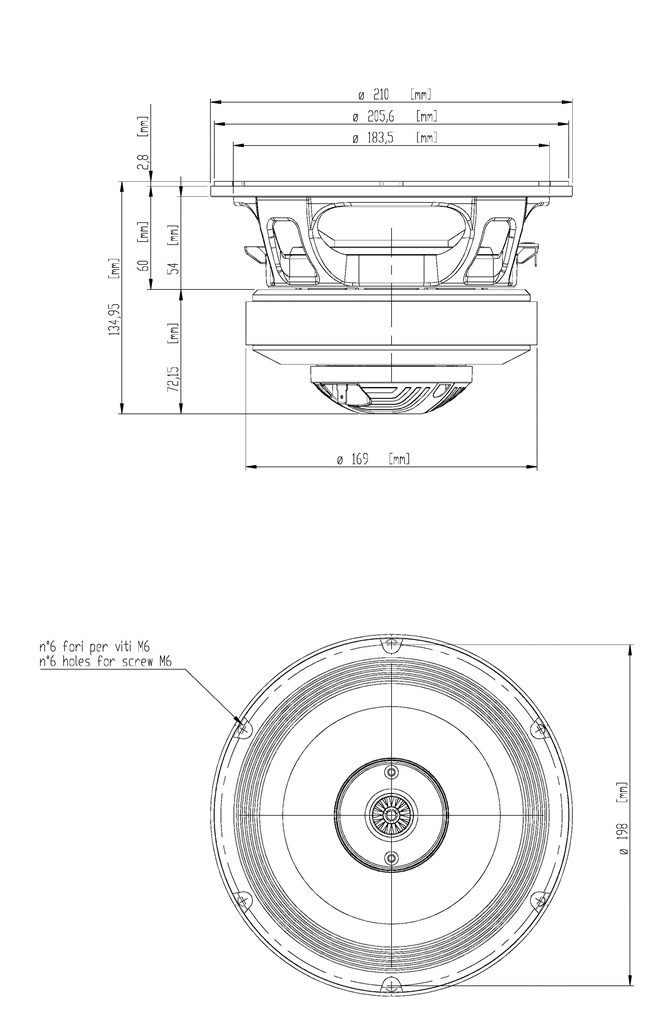 ø 210 [mm]
ø 205,6 [mm]
ø 183,5 [mm]
2,8 [mm]
60 [mm]
54 [mm]
134,95 [mm]
72,15 [mm]
ø 169 [mm]
n°6 fori per viti M6
n°6 holes for screw M6
ø 198 [mm]